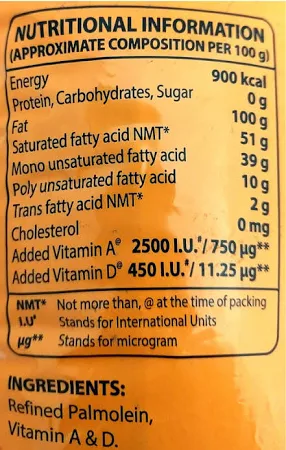 NUTRITIONAL INFORMATION
(APPROXIMATE COMPOSITION PER 100 g)
Energy 900 kcal
Protein, Carbohydrates, Sugar 0 g
Fat 100 g
Saturated fatty acid NMT* 51 g
Mono unsaturated fatty acid 39 g
Poly unsaturated fatty acid 10 g
Trans fatty acid NMT* 2 g
Cholesterol 0 mg
Added Vitamin A@ 2500 I.U.#/ 750 µg**
Added Vitamin D@ 450 I.U.#/ 11.25 µg**
NMT* Not more than, @ at the time of packing
I.U# Stands for International Units
µg** Stands for microgram
INGREDIENTS:
Refined Palmolein,
Vitamin A & D.